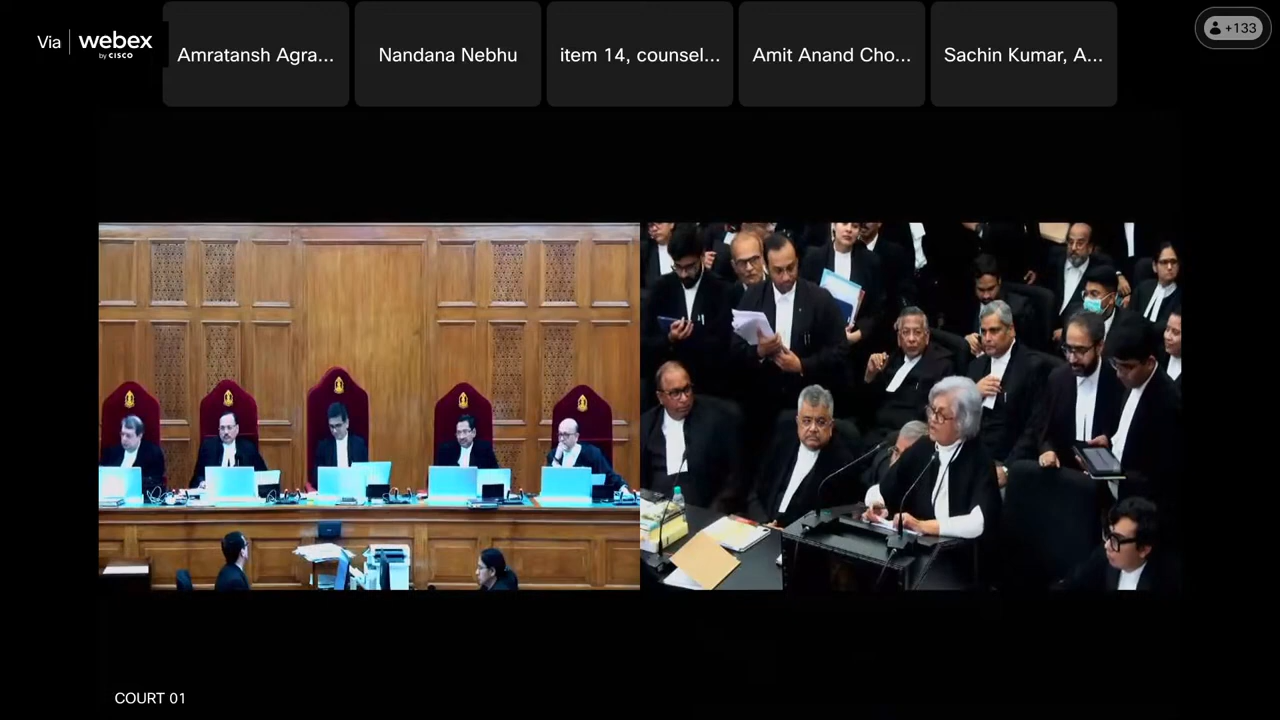 Via
webex
by CISCO
Amratansh Agra...
Nandana Nebhu
item 14, counsel...
Amit Anand Cho...
Sachin Kumar, A...
+133
COURT 01